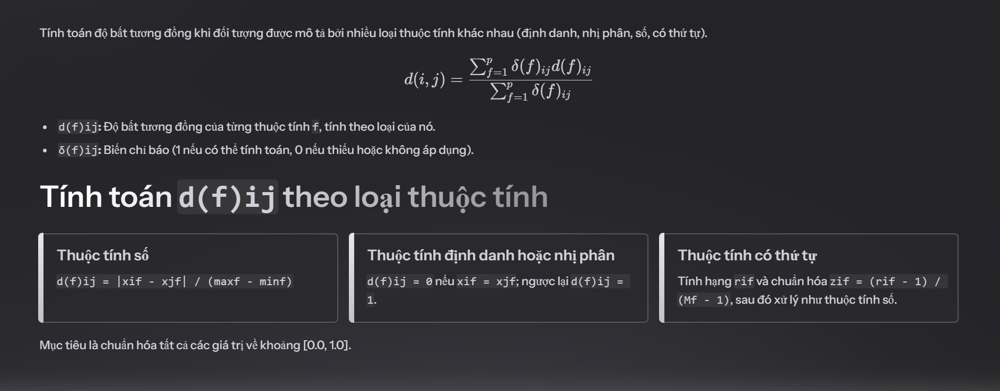 Tính toán độ bất tương đồng khi đối tượng được mô tả bởi nhiều loại thuộc tính khác nhau (định danh, nhị phân, số, có thứ tự).
d(i, j) = \frac{\sum_{f=1}^{p} δ(f)_{ij} d(f)_{ij}}{\sum_{f=1}^{p} δ(f)_{ij}}
• d(f)ij: Độ bất tương đồng của từng thuộc tính f, tính theo loại của nó.
• δ(f)ij: Biến chỉ báo (1 nếu có thể tính toán, 0 nếu thiếu hoặc không áp dụng).
Tính toán d(f)ij theo loại thuộc tính
Thuộc tính số
d(f)ij = |xif - xjf| / (maxf - minf)
Thuộc tính định danh hoặc nhị phân
d(f)ij = 0 nếu xif = xjf; ngược lại d(f)ij =
1.
Thuộc tính có thứ tự
Tính hạng rif và chuẩn hóa zif = (rif - 1) /
(Mf - 1), sau đó xử lý như thuộc tính số.
Mục tiêu là chuẩn hóa tất cả các giá trị về khoảng [0.0, 1.0].